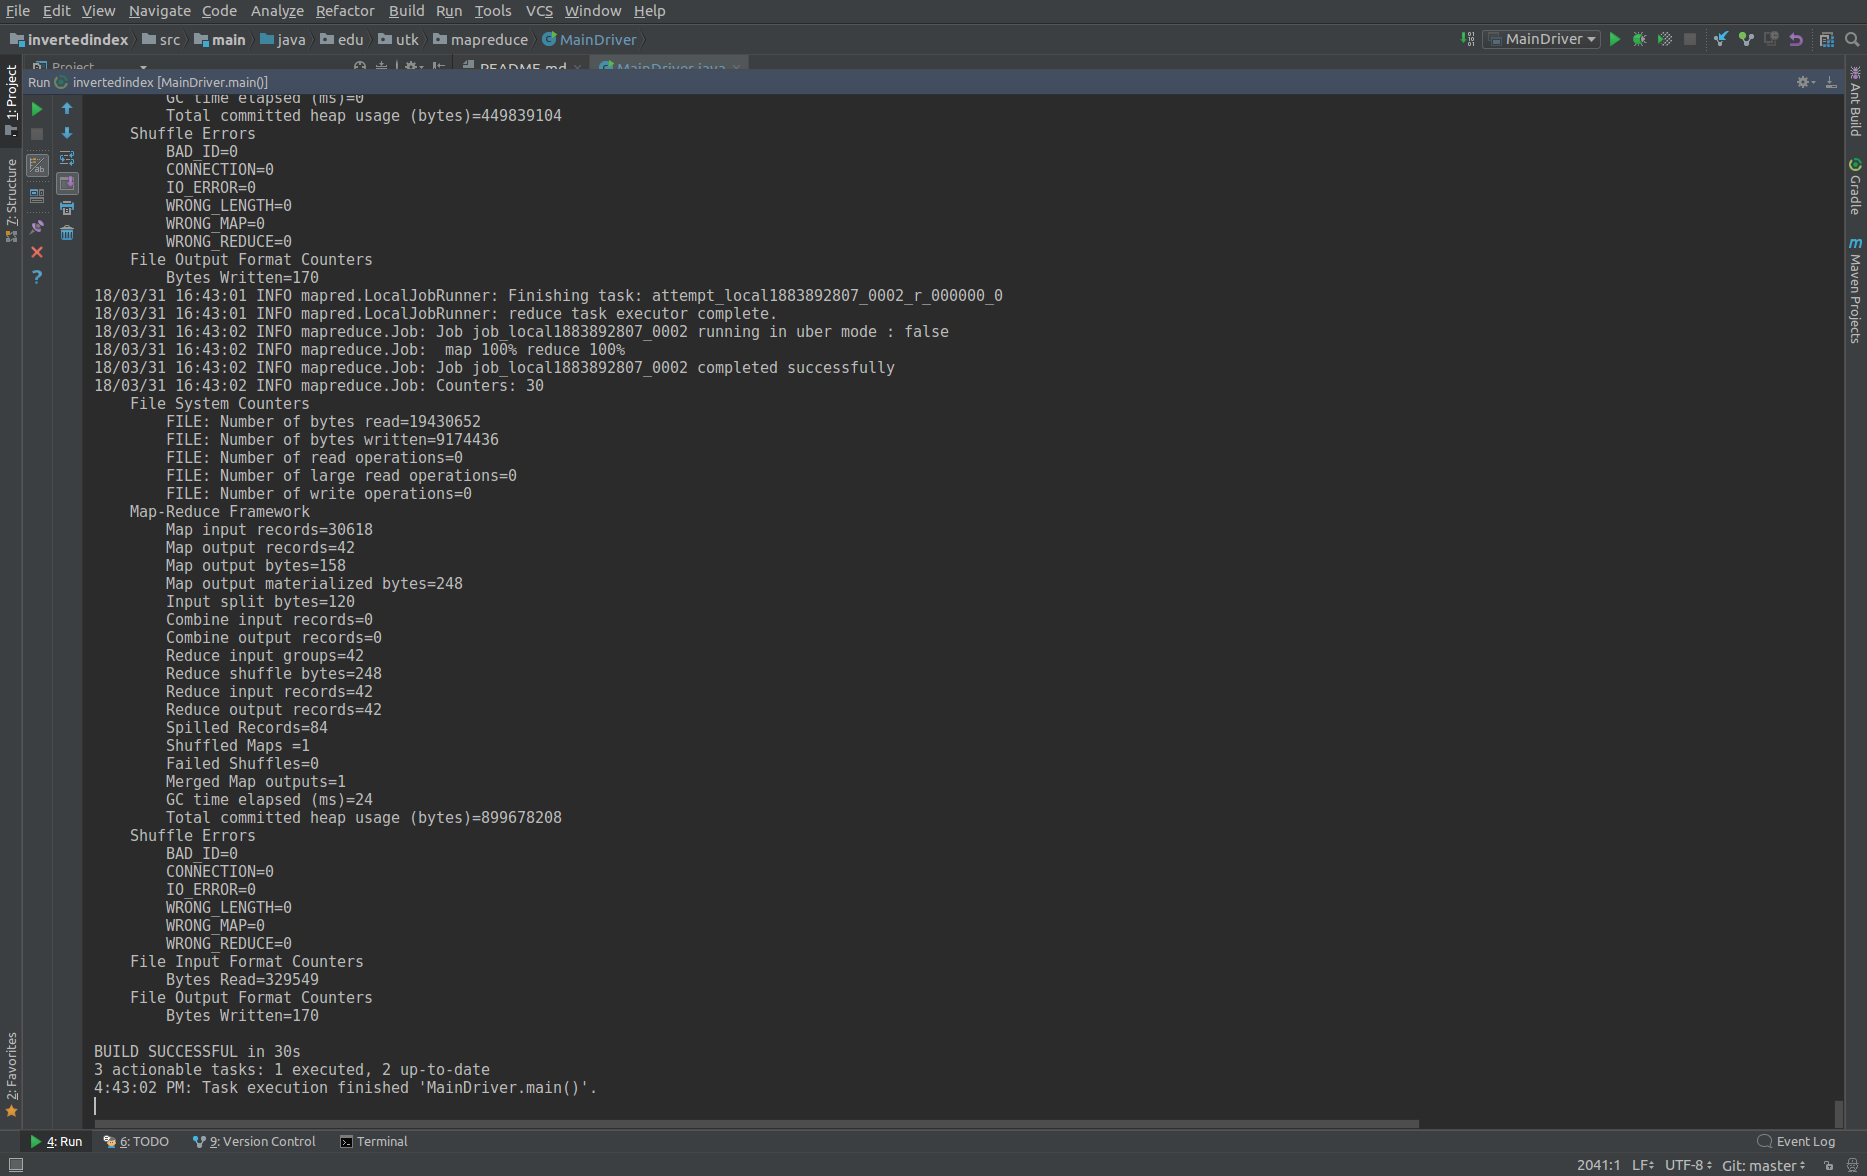 File Edit View Navigate Code Analyze Refactor Build Run Tools VCS Window Help
invertedindex src main java edu utk mapreduce MainDriver MainDriver
Project README.md MainDriver.java
Run invertedindex [MainDriver.main()]
1: Project
7: Structure
2: Favorites
Ant Build
Gradle
Maven Projects
GC time elapsed (ms)=0
Total committed heap usage (bytes)=449839104
Shuffle Errors
BAD_ID=0
CONNECTION=0
IO_ERROR=0
WRONG_LENGTH=0
WRONG_MAP=0
WRONG_REDUCE=0
File Output Format Counters
Bytes Written=170
18/03/31 16:43:01 INFO mapred.LocalJobRunner: Finishing task: attempt_local1883892807_0002_r_000000_0
18/03/31 16:43:01 INFO mapred.LocalJobRunner: reduce task executor complete.
18/03/31 16:43:02 INFO mapreduce.Job: Job job_local1883892807_0002 running in uber mode : false
18/03/31 16:43:02 INFO mapreduce.Job:  map 100% reduce 100%
18/03/31 16:43:02 INFO mapreduce.Job: Job job_local1883892807_0002 completed successfully
18/03/31 16:43:02 INFO mapreduce.Job: Counters: 30
File System Counters
FILE: Number of bytes read=19430652
FILE: Number of bytes written=9174436
FILE: Number of read operations=0
FILE: Number of large read operations=0
FILE: Number of write operations=0
Map-Reduce Framework
Map input records=30618
Map output records=42
Map output bytes=158
Map output materialized bytes=248
Input split bytes=120
Combine input records=0
Combine output records=0
Reduce input groups=42
Reduce shuffle bytes=248
Reduce input records=42
Reduce output records=42
Spilled Records=84
Shuffled Maps =1
Failed Shuffles=0
Merged Map outputs=1
GC time elapsed (ms)=24
Total committed heap usage (bytes)=899678208
Shuffle Errors
BAD_ID=0
CONNECTION=0
IO_ERROR=0
WRONG_LENGTH=0
WRONG_MAP=0
WRONG_REDUCE=0
File Input Format Counters
Bytes Read=329549
File Output Format Counters
Bytes Written=170
BUILD SUCCESSFUL in 30s
3 actionable tasks: 1 executed, 2 up-to-date
4:43:02 PM: Task execution finished 'MainDriver.main()'.
4: Run 6: TODO 9: Version Control Terminal Event Log
2041:1 LF UTF-8 Git: master